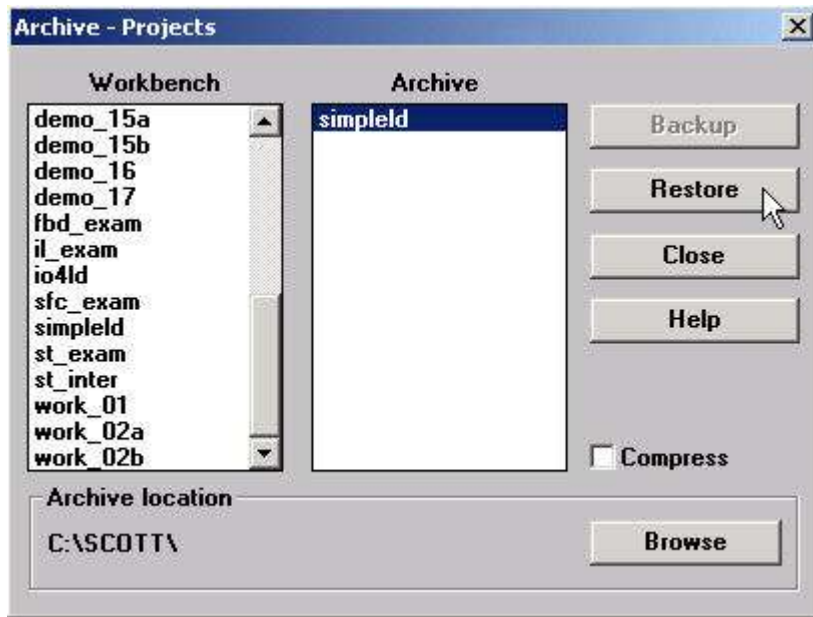 Archive - Projects
Workbench
Archive
demo_15a
demo_15b
demo_16
demo_17
fbd_exam
il_exam
io4ld
sfc_exam
simpleld
st_exam
st_inter
work_01
work_02a
work_02b
simpleld
Backup
Restore
Close
Help
Compress
Archive location
C:\SCOTT\
Browse